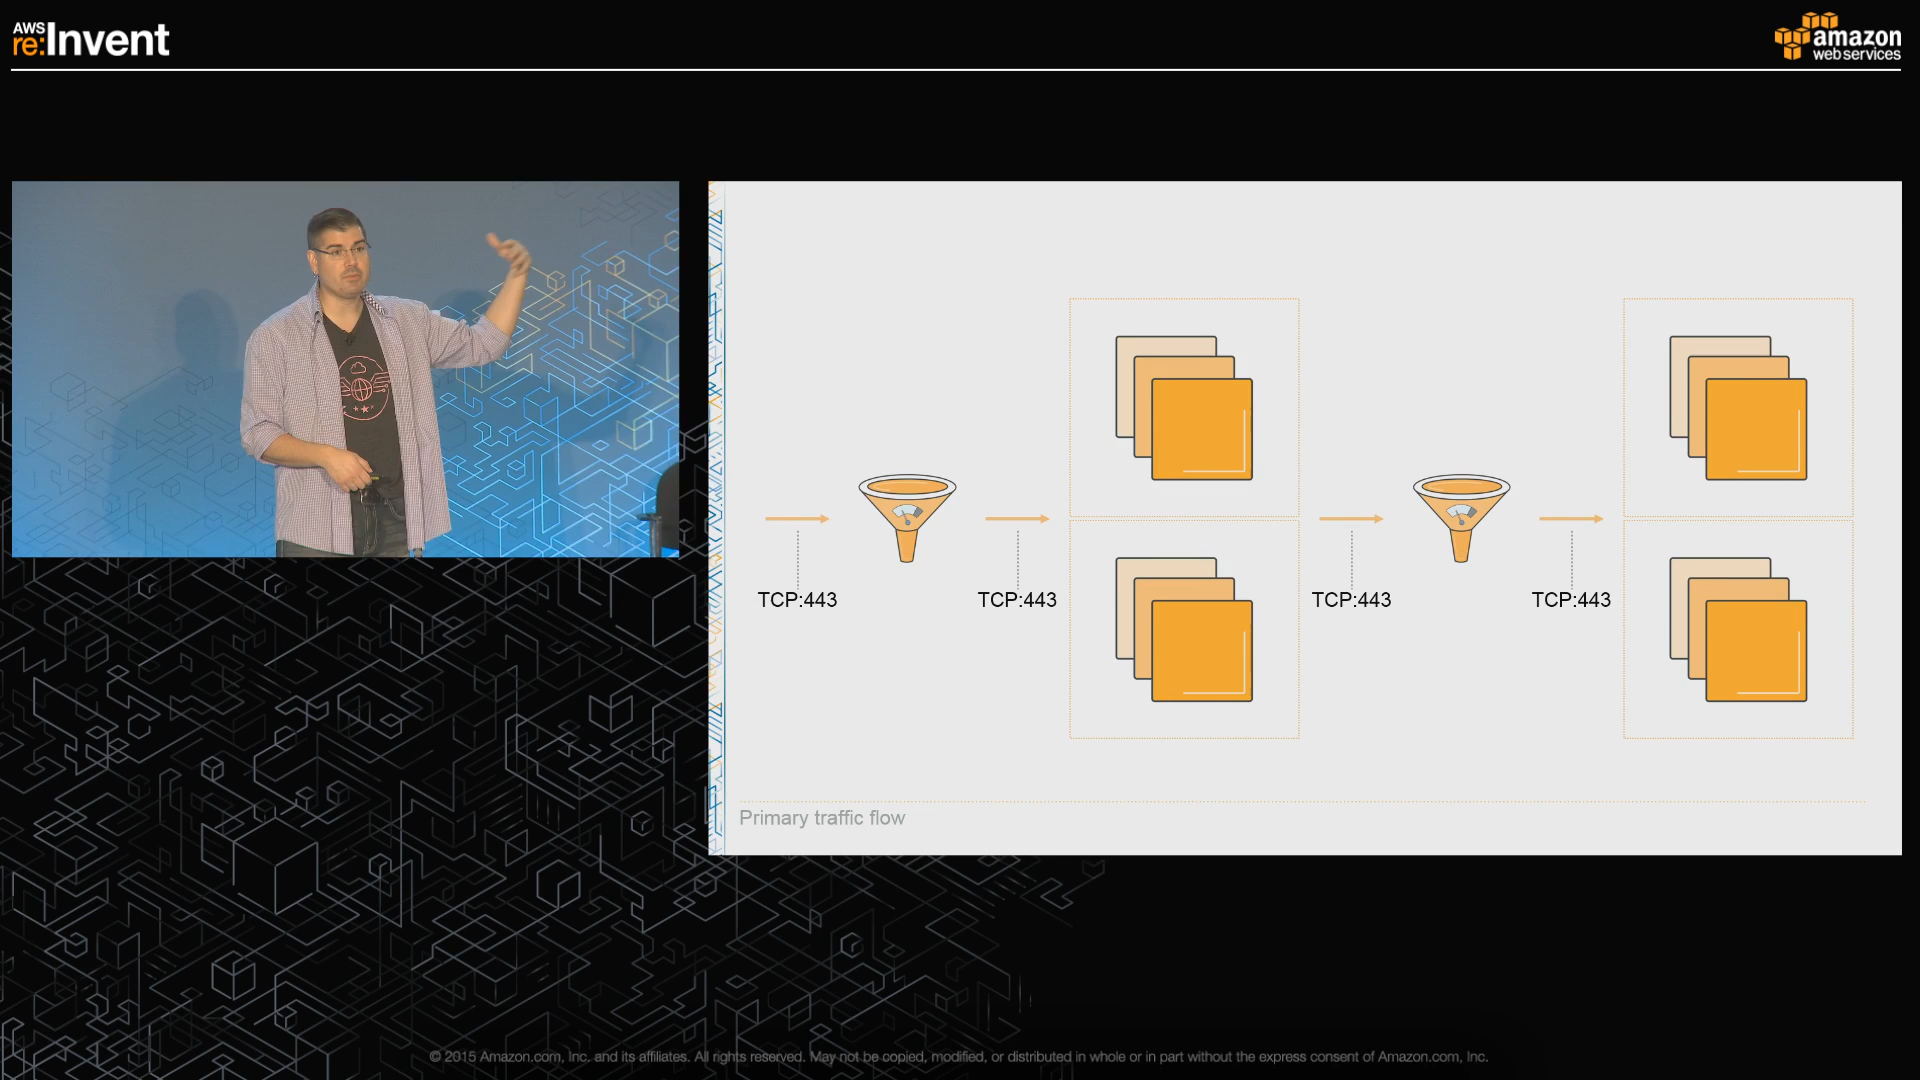 AWS
re:Invent
amazon
webservices
TCP:443
TCP:443
TCP:443
TCP:443
Primary traffic flow
© 2015 Amazon.com, Inc. and its affiliates. All rights reserved. May not be copied, modified, or distributed in whole or in part without the express consent of Amazon.com, Inc.